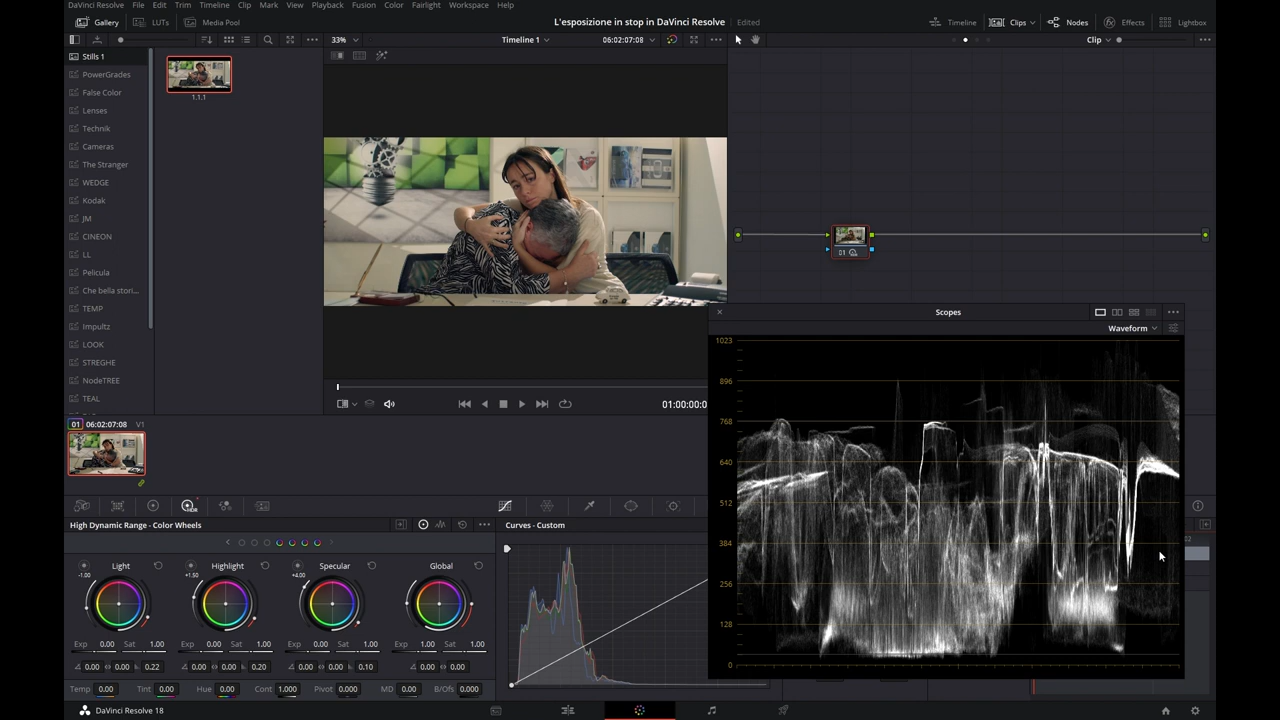 DaVinci Resolve File Edit Trim Timeline Clip Mark View Playback Fusion Color Fairlight Workspace Help
Gallery LUTs Media Pool L'esposizione in stop in DaVinci Resolve Edited Timeline Clips Nodes Effects Lightbox
33% Timeline 1 06:02:07:08 Clip
Stills 1
PowerGrades
False Color
Lenses
Technik
Cameras
The Stranger
WEDGE
Kodak
JM
CINEON
LL
Pelicula
Che bella stori...
TEMP
Impultz
LOOK
STREGHE
NodeTREE
TEAL
1.1.1
01
Scopes
Waveform
1023
896
768
640
512
384
256
128
0
01:00:00:0
01 06:02:07:08 V1
High Dynamic Range - Color Wheels
Curves - Custom
Light Highlight Specular Global
-1.00 +1.50 +4.00
Exp 0.00 Sat 1.00 Exp 0.00 Sat 1.00 Exp 0.00 Sat 1.00 Exp 1.00 Sat 1.00
0.00 0.00 0.22 0.00 0.00 0.20 0.00 0.00 0.10 0.00 0.00
Temp 0.00 Tint 0.00 Hue 0.00 Cont 1.000 Pivot 0.000 MD 0.00 B/Ofs 0.000
DaVinci Resolve 18